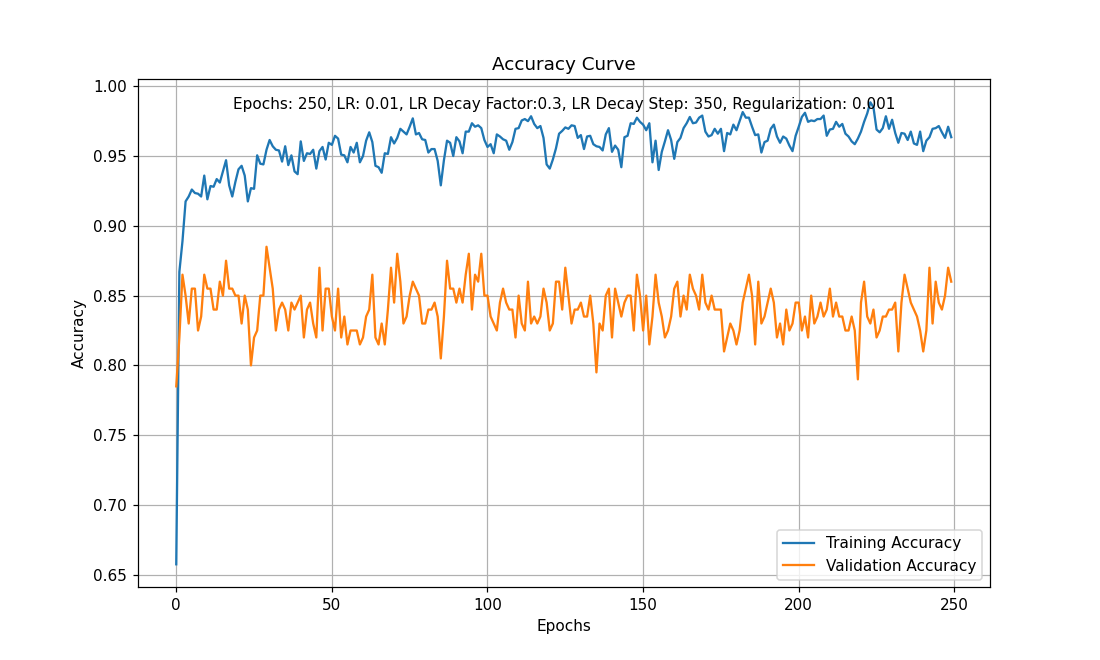 Accuracy Curve
Epochs: 250, LR: 0.01, LR Decay Factor:0.3, LR Decay Step: 350, Regularization: 0.001
1.00
0.95
0.90
0.85
0.80
0.75
0.70
0.65
Accuracy
Training Accuracy
Validation Accuracy
0 50 100 150 200 250
Epochs